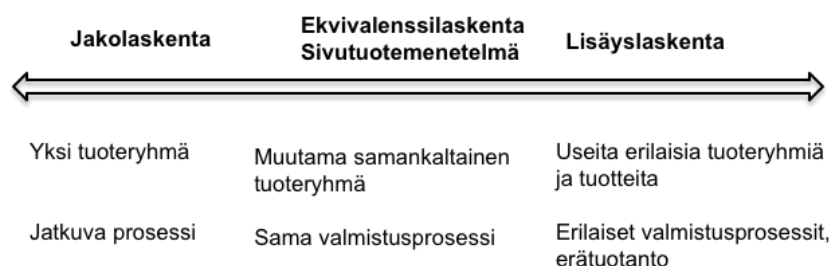 Jakolaskenta
Ekvivalenssilaskenta
Sivutuotemenetelmä
Lisäyslaskenta
Yksi tuoteryhmä
Muutama samankaltainen
tuoteryhmä
Useita erilaisia tuoteryhmiä
ja tuotteita
Jatkuva prosessi
Sama valmistusprosessi
Erilaiset valmistusprosessit,
erätuotanto